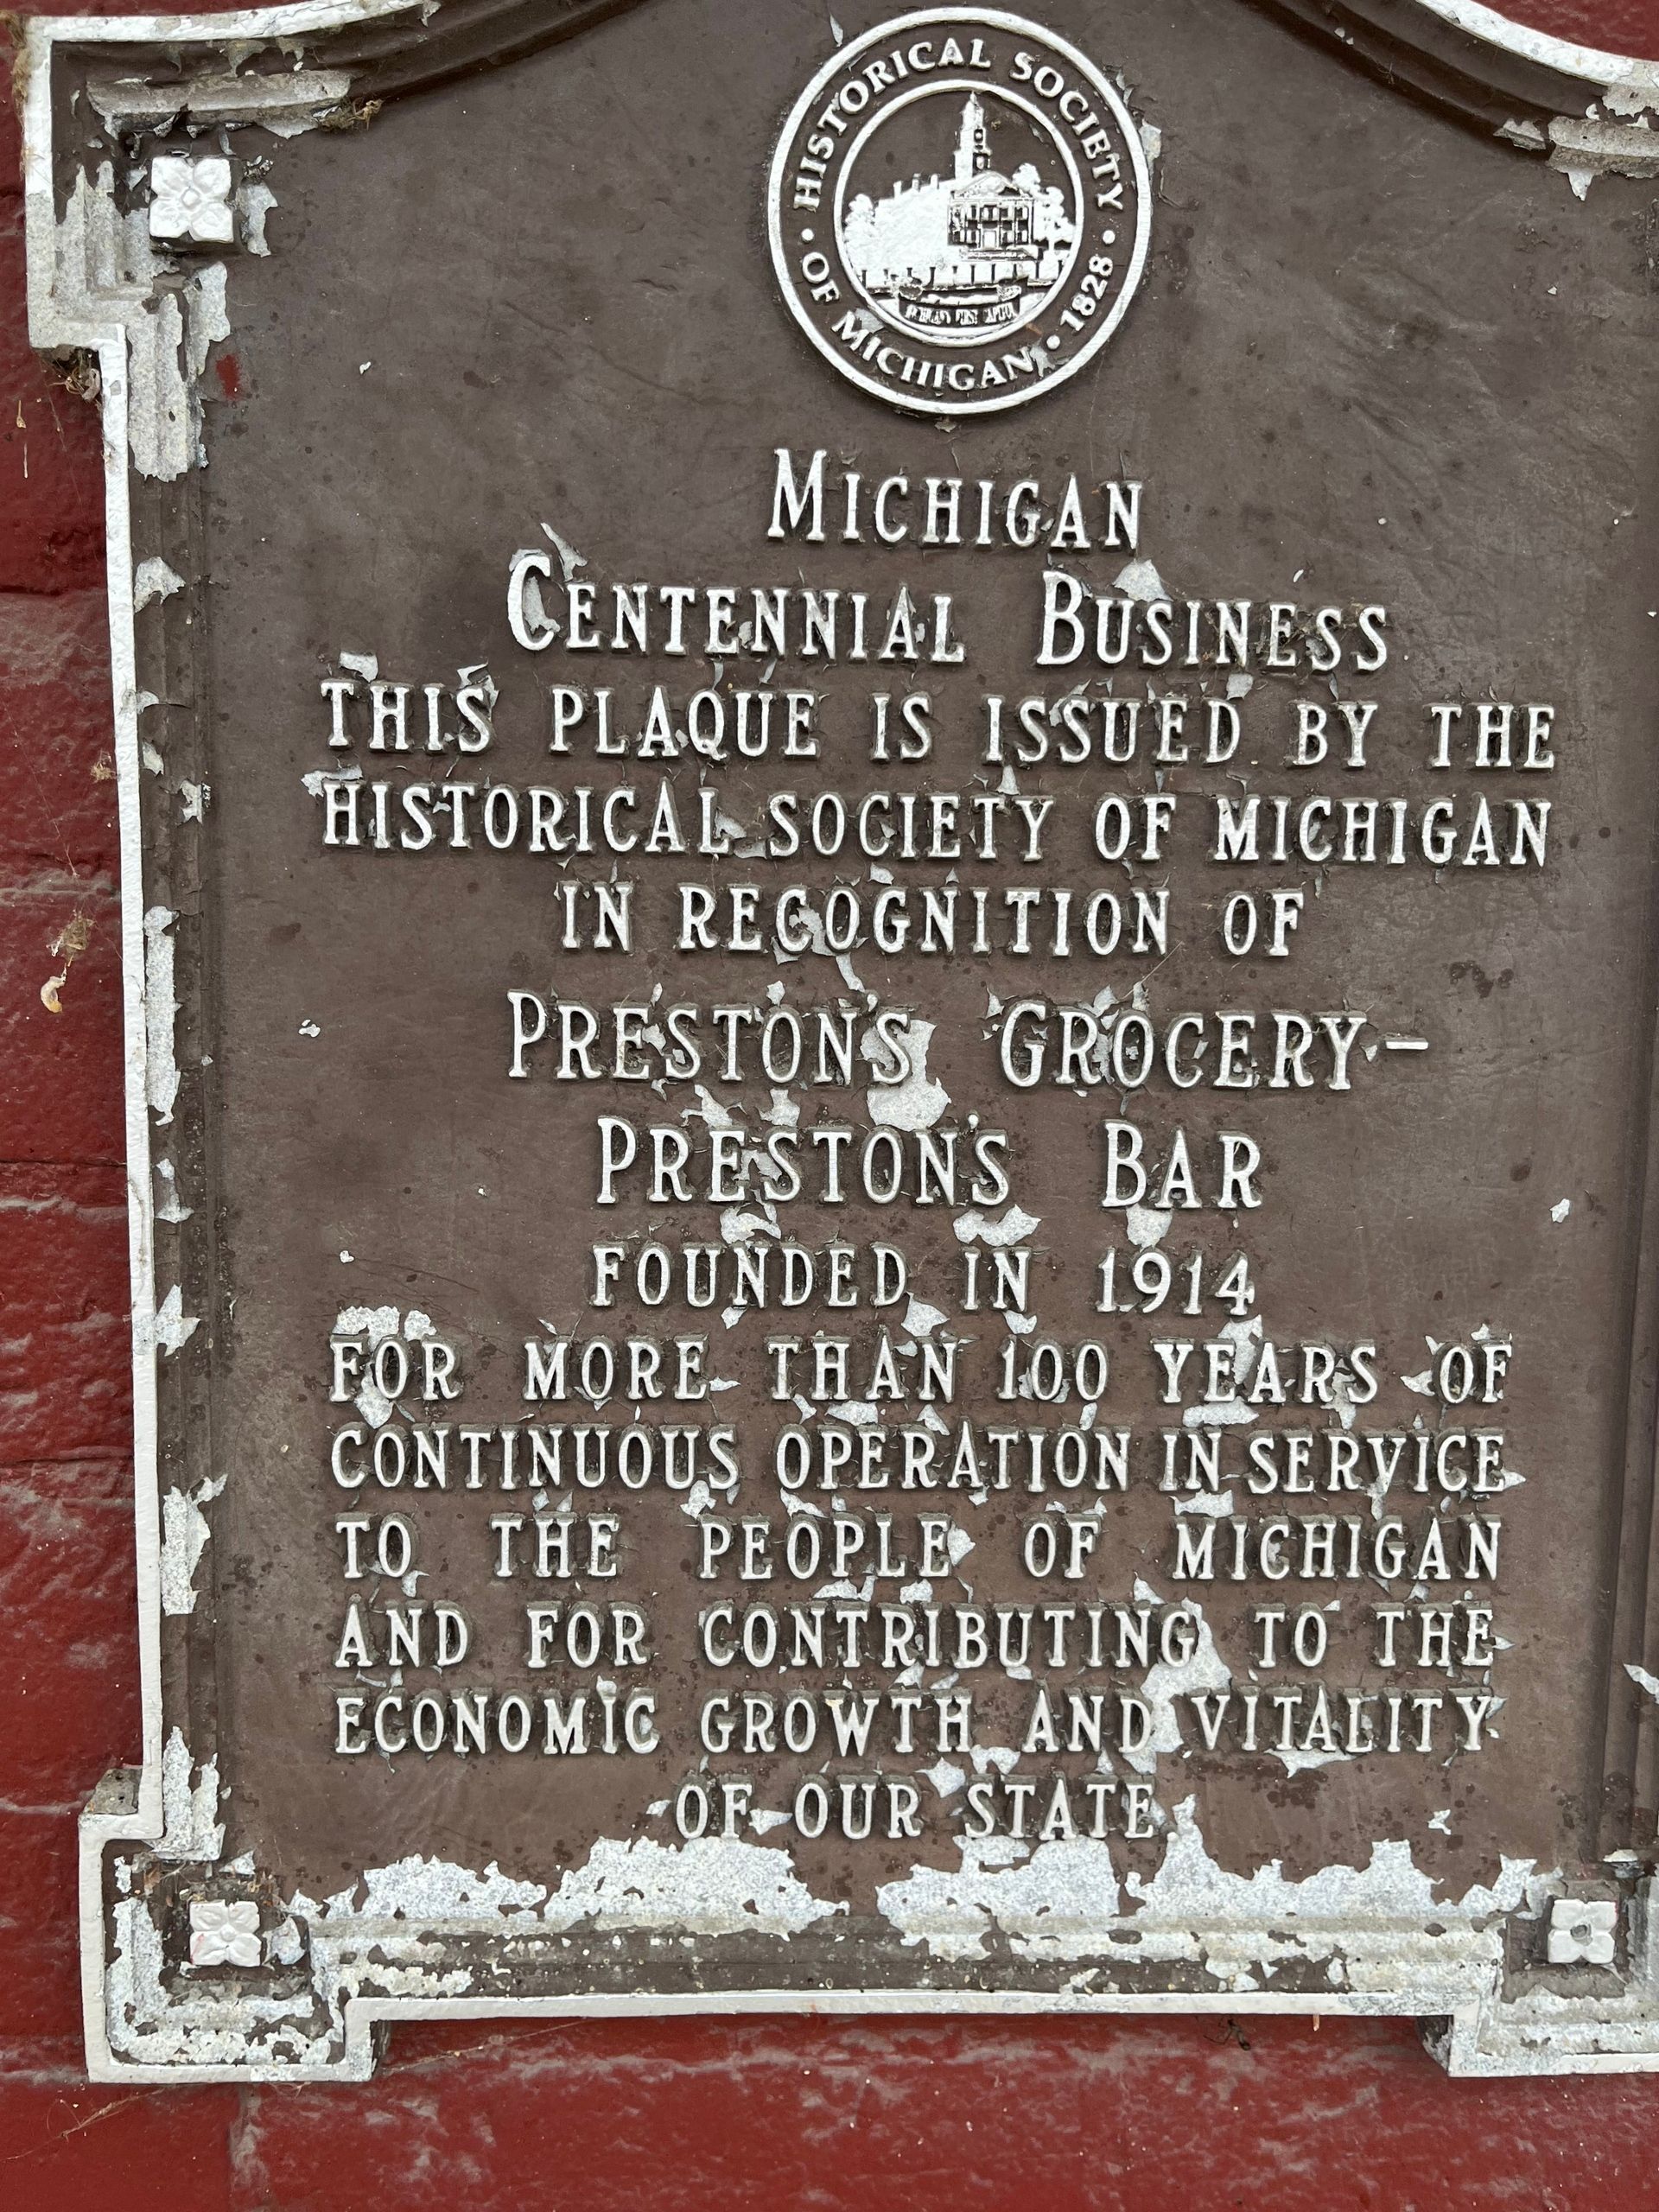 HISTORICAL SOCIETY
OF MICHIGAN • 1828 •
MICHIGAN
CENTENNIAL BUSINESS
THIS PLAQUE IS ISSUED BY THE
HISTORICAL SOCIETY OF MICHIGAN
IN RECOGNITION OF
PRESTON'S GROCERY-
PRESTON'S BAR
FOUNDED IN 1914
FOR MORE THAN 100 YEARS OF
CONTINUOUS OPERATION IN SERVICE
TO THE PEOPLE OF MICHIGAN
AND FOR CONTRIBUTING TO THE
ECONOMIC GROWTH AND VITALITY
OF OUR STATE